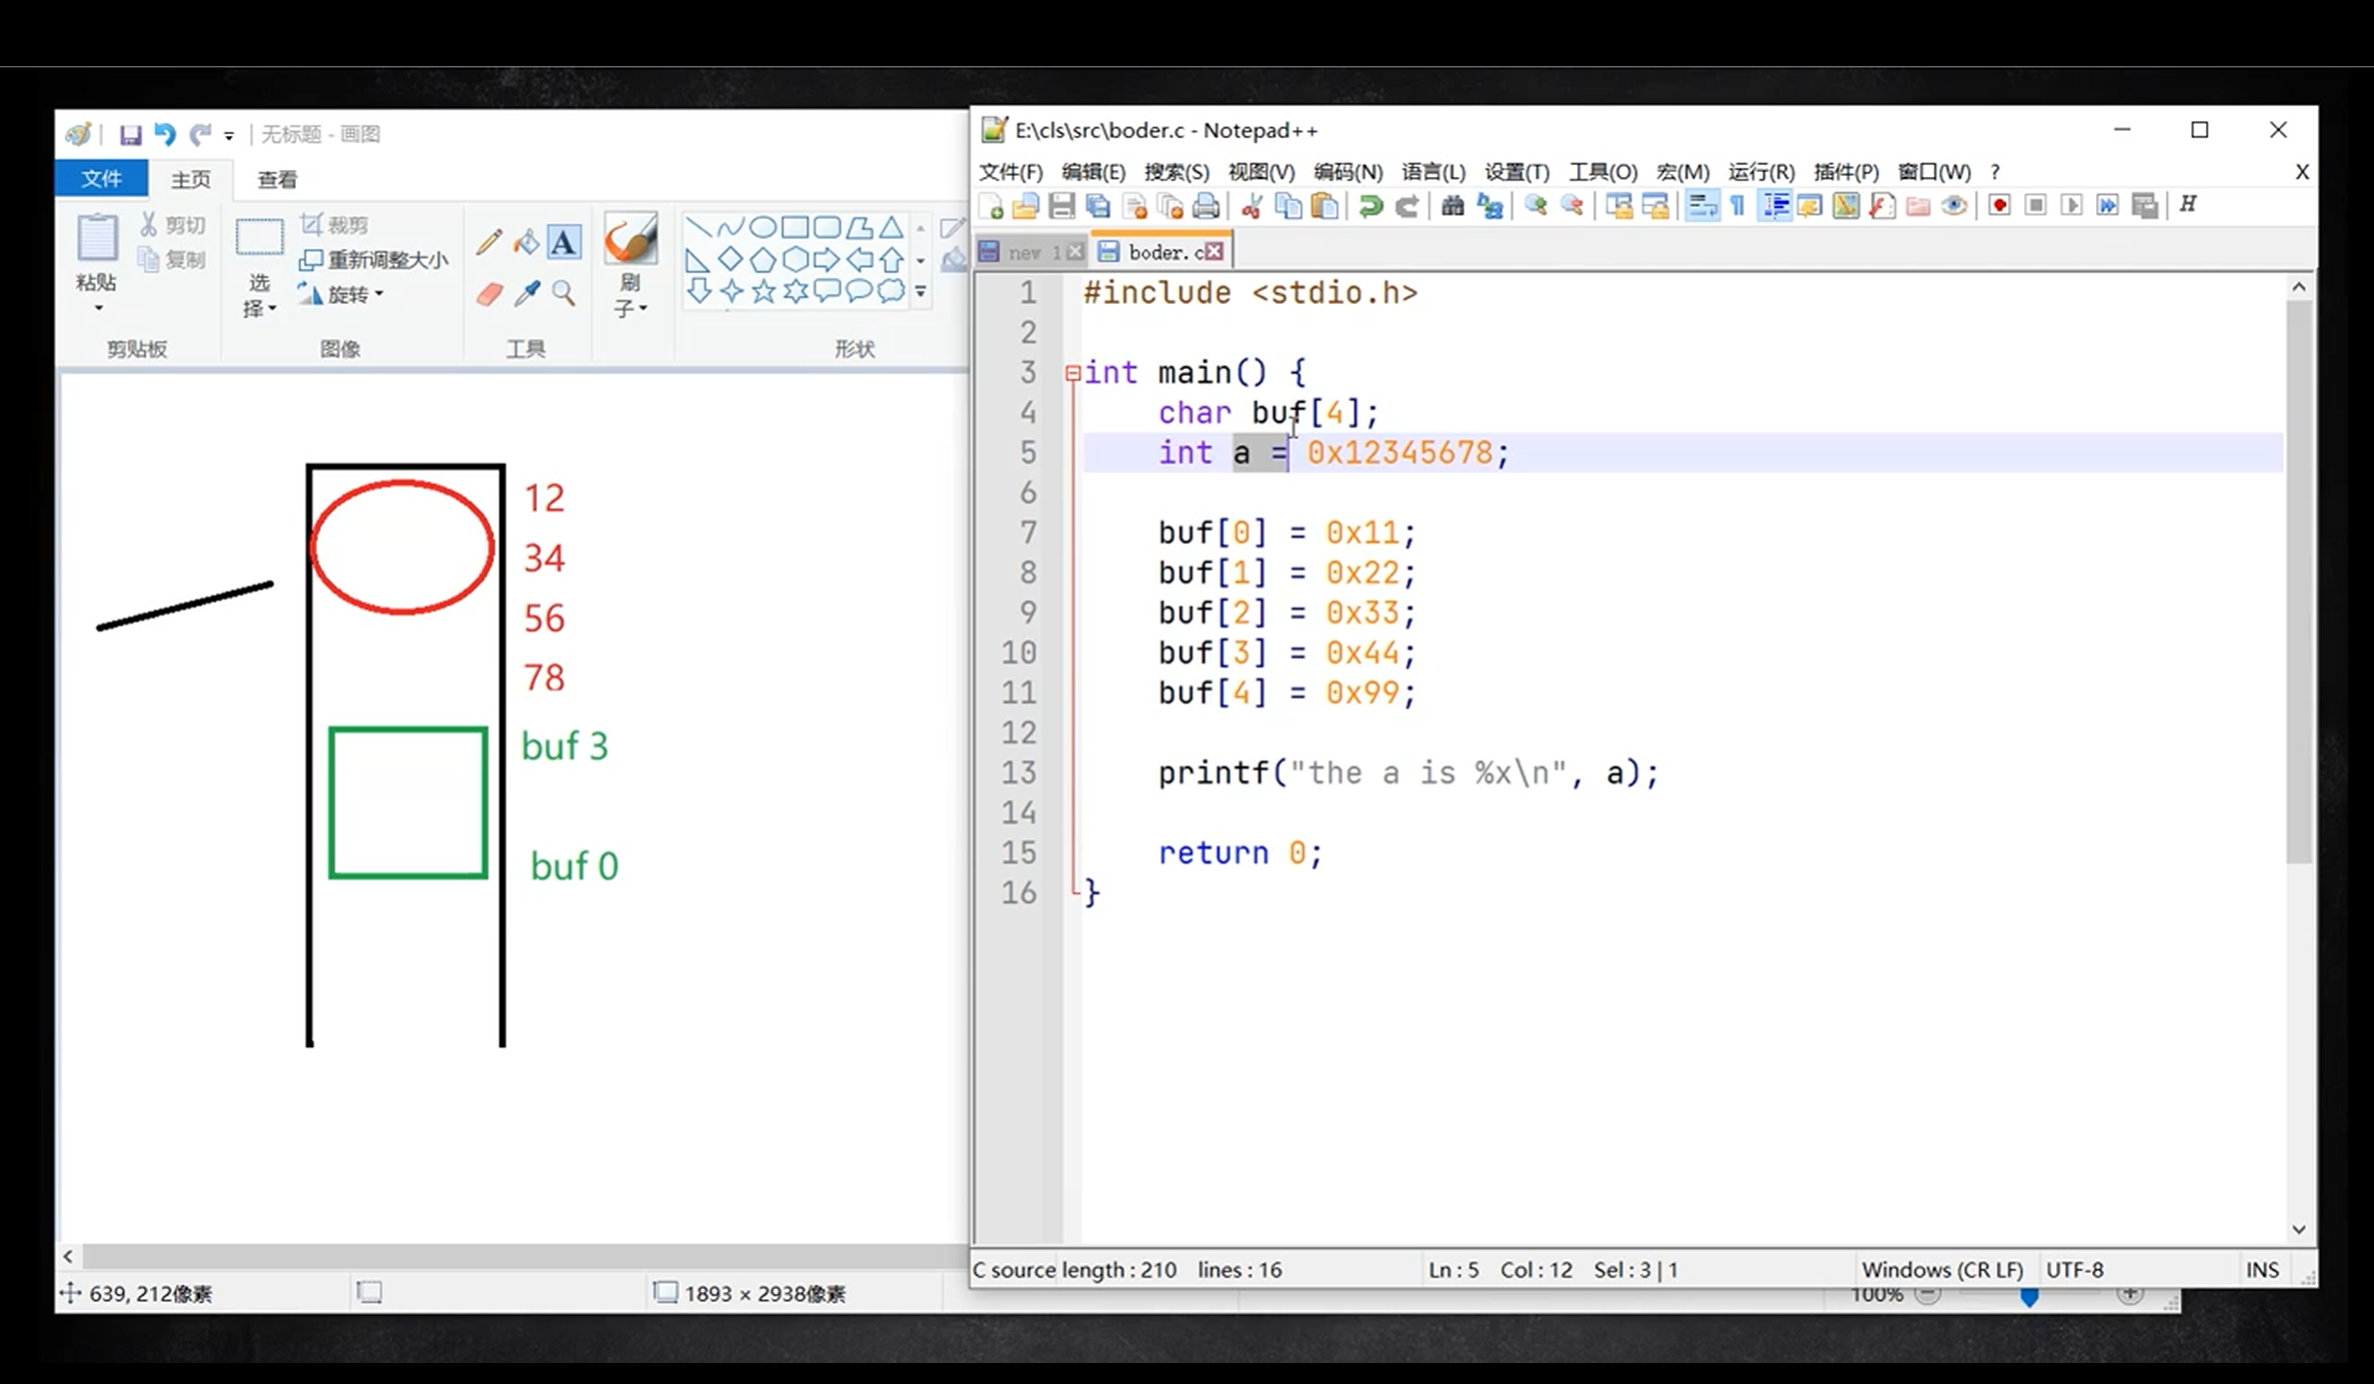 无标题 - 画图
文件 主页 查看
粘贴
剪切
复制
剪贴板
选
择
裁剪
重新调整大小
旋转
图像
A
工具
刷
子
形状
12
34
56
78
buf 3
buf 0
639, 212像素
1893 × 2938像素
100%
E:\cls\src\boder.c - Notepad++
文件(F) 编辑(E) 搜索(S) 视图(V) 编码(N) 语言(L) 设置(T) 工具(O) 宏(M) 运行(R) 插件(P) 窗口(W) ? X
new 1 boder.c
1 #include <stdio.h>
2
3 int main() {
4 char buf[4];
5 int a = 0x12345678;
6
7 buf[0] = 0x11;
8 buf[1] = 0x22;
9 buf[2] = 0x33;
10 buf[3] = 0x44;
11 buf[4] = 0x99;
12
13 printf("the a is %x\n", a);
14
15 return 0;
16 }
C source length : 210 lines : 16 Ln : 5 Col : 12 Sel : 3 | 1 Windows (CR LF) UTF-8 INS